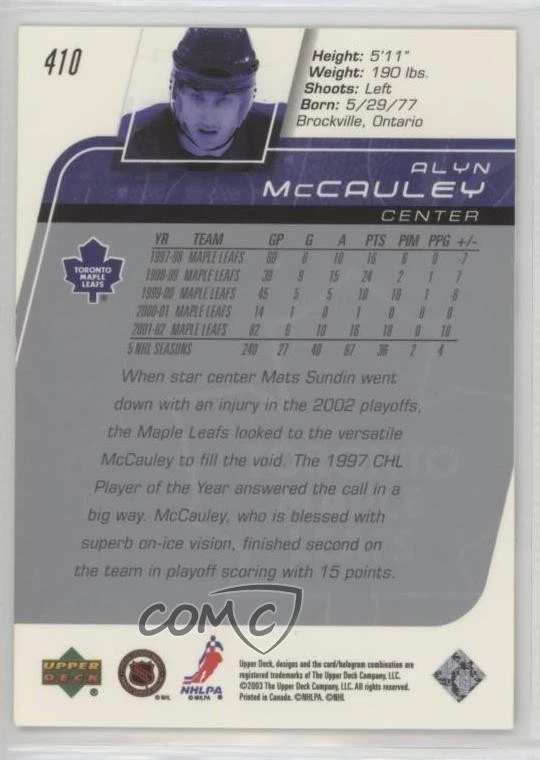 410
Height: 5'11"
Weight: 190 lbs.
Shoots: Left
Born: 5/29/77
Brockville, Ontario
ALYN
McCAULEY
CENTER
YR TEAM GP G A PTS PIM PPG +/-
1997-98 MAPLE LEAFS 60 6 10 16 6 0 -7
1998-99 MAPLE LEAFS 39 9 15 24 2 1 7
1999-00 MAPLE LEAFS 45 5 5 10 10 1 -6
2000-01 MAPLE LEAFS 14 1 0 1 0 0 0
2001-02 MAPLE LEAFS 82 6 10 16 18 0 10
5 NHL SEASONS 240 27 40 67 36 2 4
TORONTO
MAPLE
LEAFS
When star center Mats Sundin went
down with an injury in the 2002 playoffs,
the Maple Leafs looked to the versatile
McCauley to fill the void. The 1997 CHL
Player of the Year answered the call in a
big way. McCauley, who is blessed with
superb on-ice vision, finished second on
the team in playoff scoring with 15 points.
COMC
UPPER
DECK ®
NHL
© NHL
NHLPA
© NHLPA
Upper Deck, designs and the card/hologram combination are
registered trademarks of The Upper Deck Company, LLC.
©2003 The Upper Deck Company, LLC. All rights reserved.
Printed in Canada. ©NHLPA. ©NHL